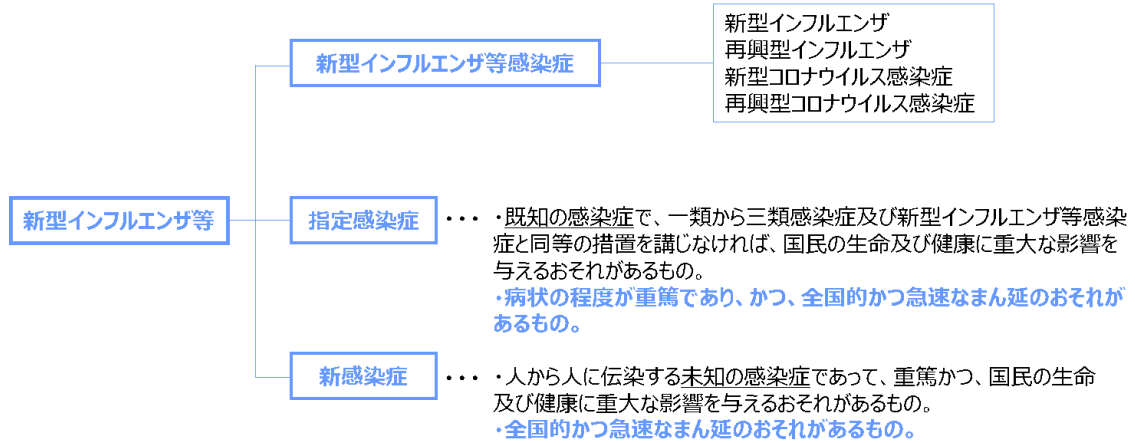 新型インフルエンザ等
新型インフルエンザ等感染症
新型インフルエンザ
再興型インフルエンザ
新型コロナウイルス感染症
再興型コロナウイルス感染症
指定感染症 ・・・ ・既知の感染症で、一類から三類感染症及び新型インフルエンザ等感染
症と同等の措置を講じなければ、国民の生命及び健康に重大な影響を
与えるおそれがあるもの。
・病状の程度が重篤であり、かつ、全国的かつ急速なまん延のおそれが
あるもの。
新感染症 ・・・ ・人から人に伝染する未知の感染症であって、重篤かつ、国民の生命
及び健康に重大な影響を与えるおそれがあるもの。
・全国的かつ急速なまん延のおそれがあるもの。